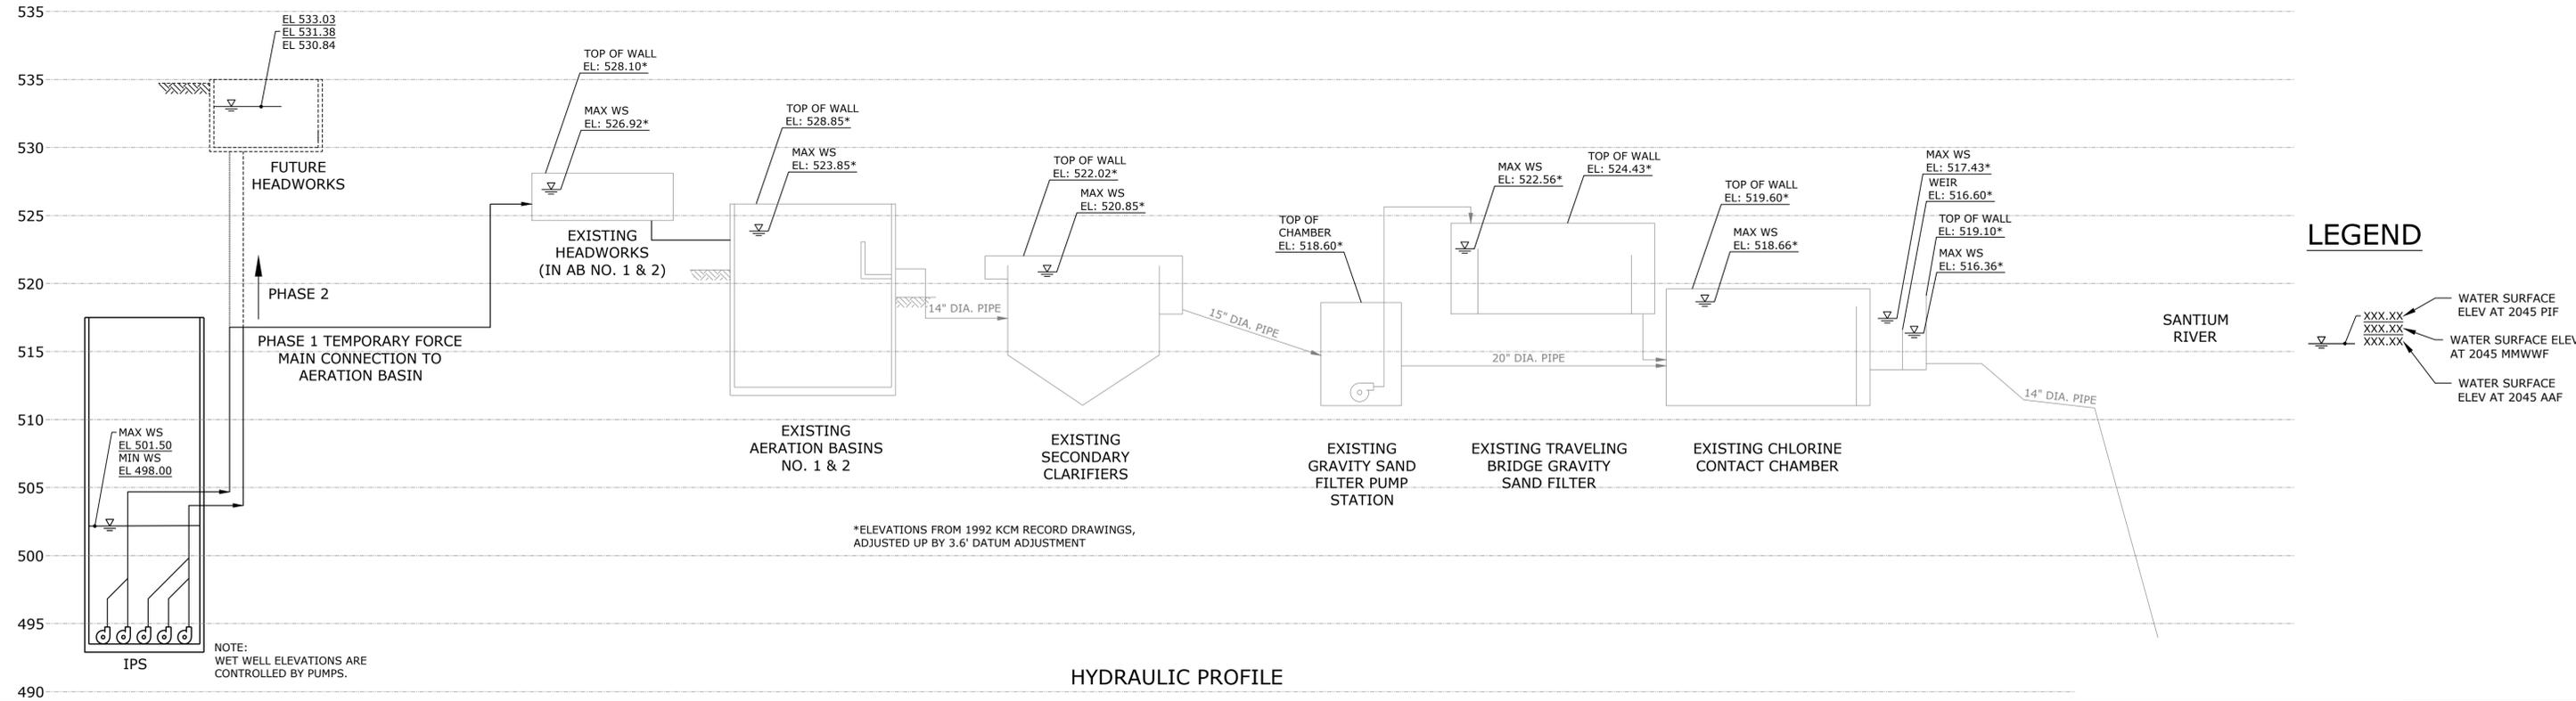 535
535
530
525
520
515
510
505
500
495
490
EL 533.03
EL 531.38
EL 530.84
FUTURE
HEADWORKS
PHASE 2
PHASE 1 TEMPORARY FORCE
MAIN CONNECTION TO
AERATION BASIN
MAX WS
EL 501.50
MIN WS
EL 498.00
IPS
NOTE:
WET WELL ELEVATIONS ARE
CONTROLLED BY PUMPS.
TOP OF WALL
EL: 528.10*
MAX WS
EL: 526.92*
EXISTING
HEADWORKS
(IN AB NO. 1 & 2)
TOP OF WALL
EL: 528.85*
MAX WS
EL: 523.85*
EXISTING
AERATION BASINS
NO. 1 & 2
14" DIA. PIPE
TOP OF WALL
EL: 522.02*
MAX WS
EL: 520.85*
EXISTING
SECONDARY
CLARIFIERS
15" DIA. PIPE
TOP OF
CHAMBER
EL: 518.60*
EXISTING
GRAVITY SAND
FILTER PUMP
STATION
20" DIA. PIPE
MAX WS
EL: 522.56*
TOP OF WALL
EL: 524.43*
EXISTING TRAVELING
BRIDGE GRAVITY
SAND FILTER
TOP OF WALL
EL: 519.60*
MAX WS
EL: 518.66*
EXISTING CHLORINE
CONTACT CHAMBER
MAX WS
EL: 517.43*
WEIR
EL: 516.60*
TOP OF WALL
EL: 519.10*
MAX WS
EL: 516.36*
14" DIA. PIPE
SANTIUM
RIVER
*ELEVATIONS FROM 1992 KCM RECORD DRAWINGS,
ADJUSTED UP BY 3.6' DATUM ADJUSTMENT
HYDRAULIC PROFILE
LEGEND
XXX.XX
XXX.XX
XXX.XX
WATER SURFACE
ELEV AT 2045 PIF
WATER SURFACE ELEV
AT 2045 MMWWF
WATER SURFACE
ELEV AT 2045 AAF